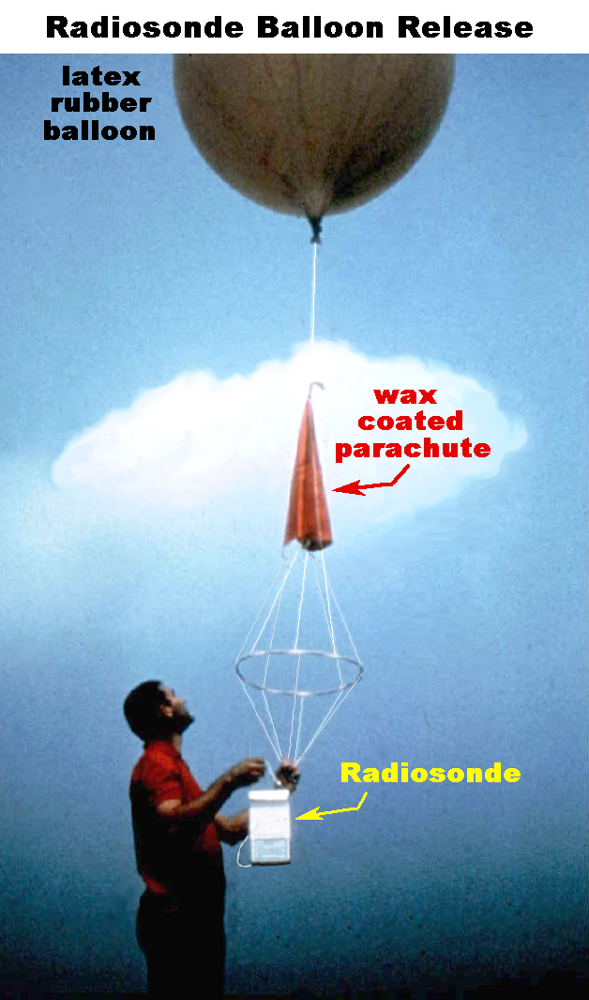 Radiosonde Balloon Release
latex
rubber
balloon
wax
coated
parachute
Radiosonde